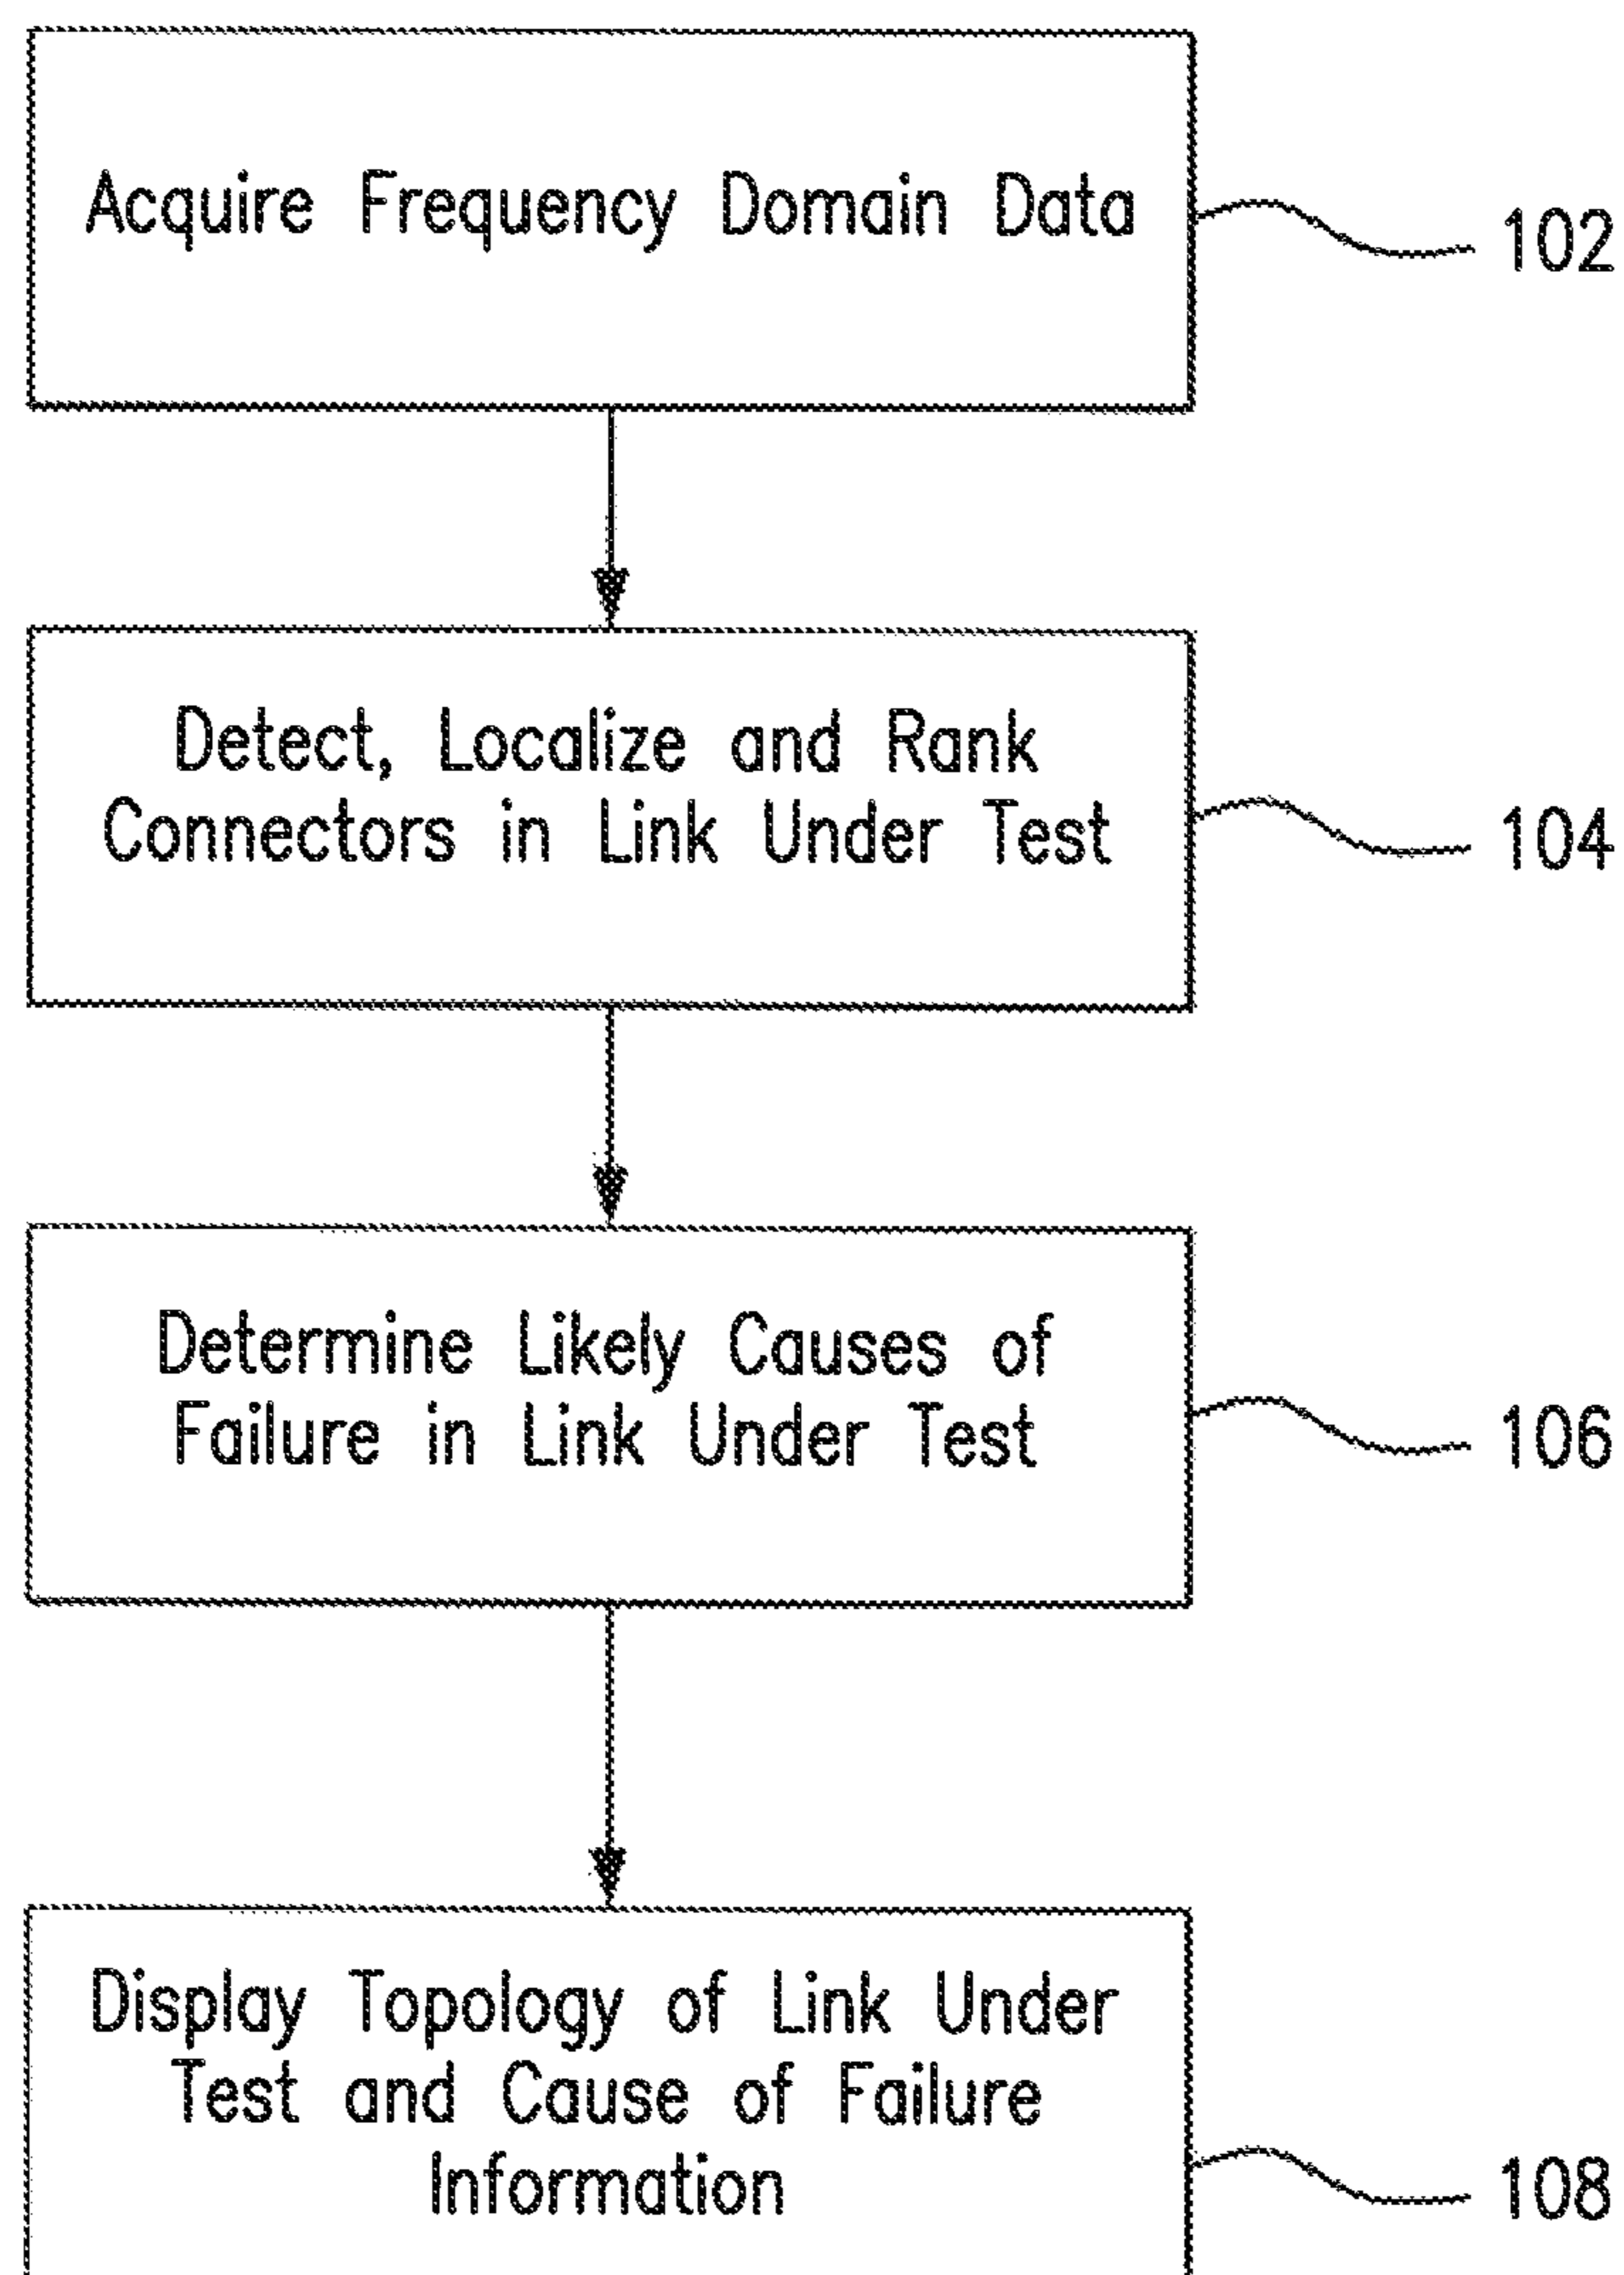 Acquire Frequency Domain Data
102
Detect, Localize and Rank
Connectors in Link Under Test
104
Determine Likely Causes of
Failure in Link Under Test
106
Display Topology of Link Under
Test and Cause of Failure
Information
108